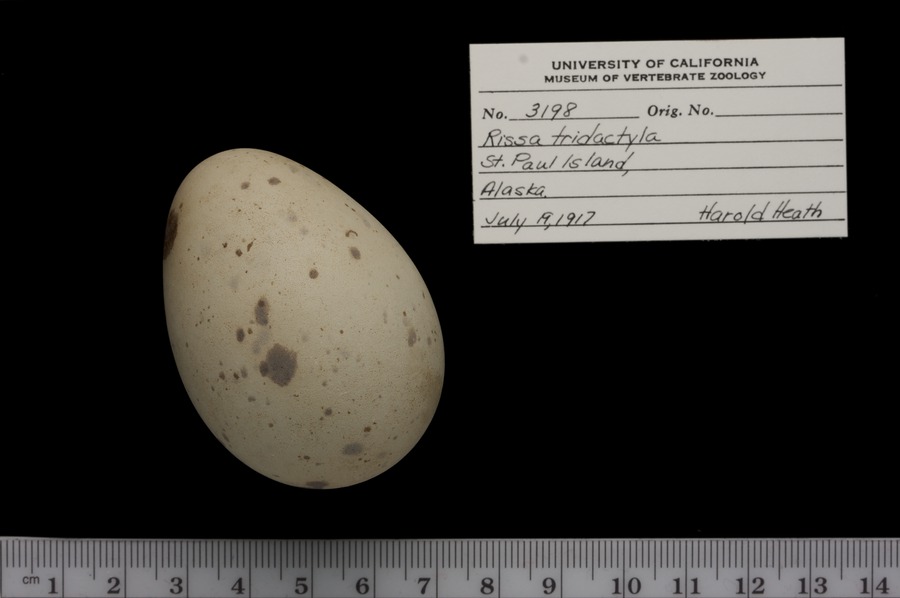 UNIVERSITY OF CALIFORNIA
MUSEUM OF VERTEBRATE ZOOLOGY
No. 3198 Orig. No.
Rissa tridactyla
St. Paul Island,
Alaska.
July 19, 1917 Harold Heath
cm 1 2 3 4 5 6 7 8 9 10 11 12 13 14